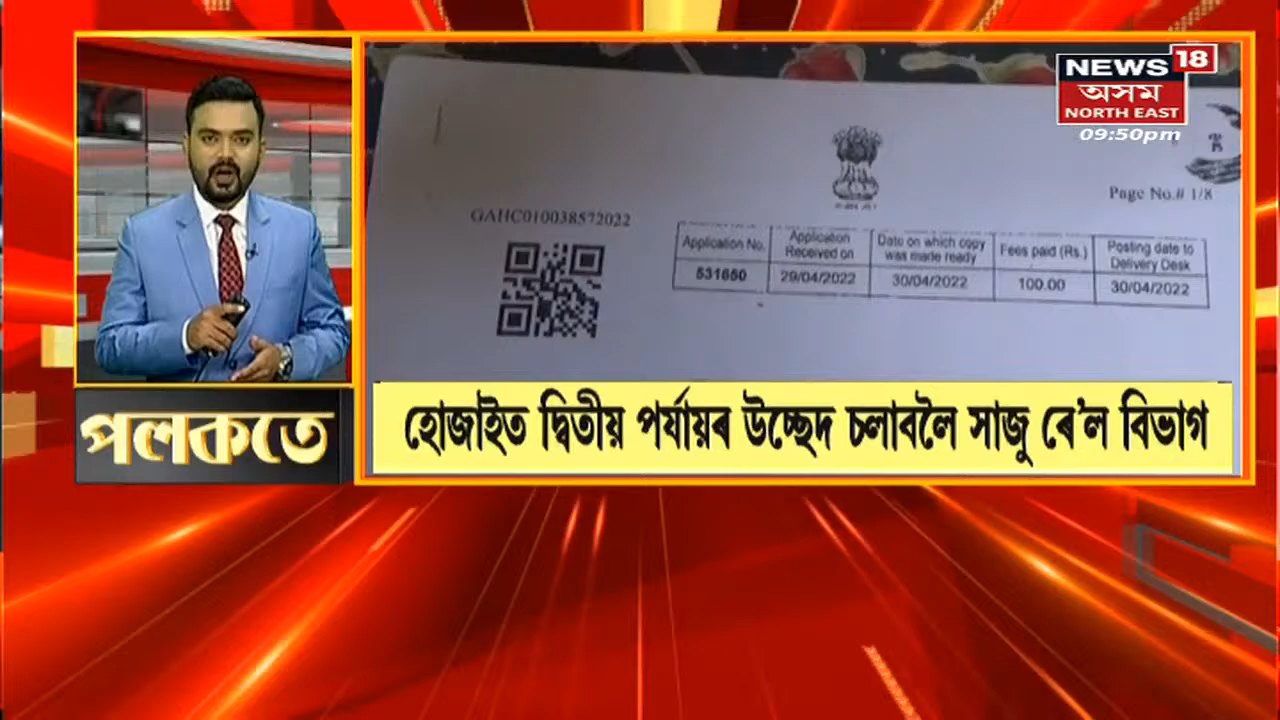 NEWS 18
অসম
NORTH EAST
09:50pm
Page No.# 1/8
GAHC010038572022
Application No. Application Received on Date on which copy was made ready Fees paid (Rs.) Posting date to Delivery Desk
531650 29/04/2022 30/04/2022 100.00 30/04/2022
পলকতে
হোজাইত দ্বিতীয় পৰ্যায়ৰ উচ্ছেদ চলাবলৈ সাজু ৰে'ল বিভাগ